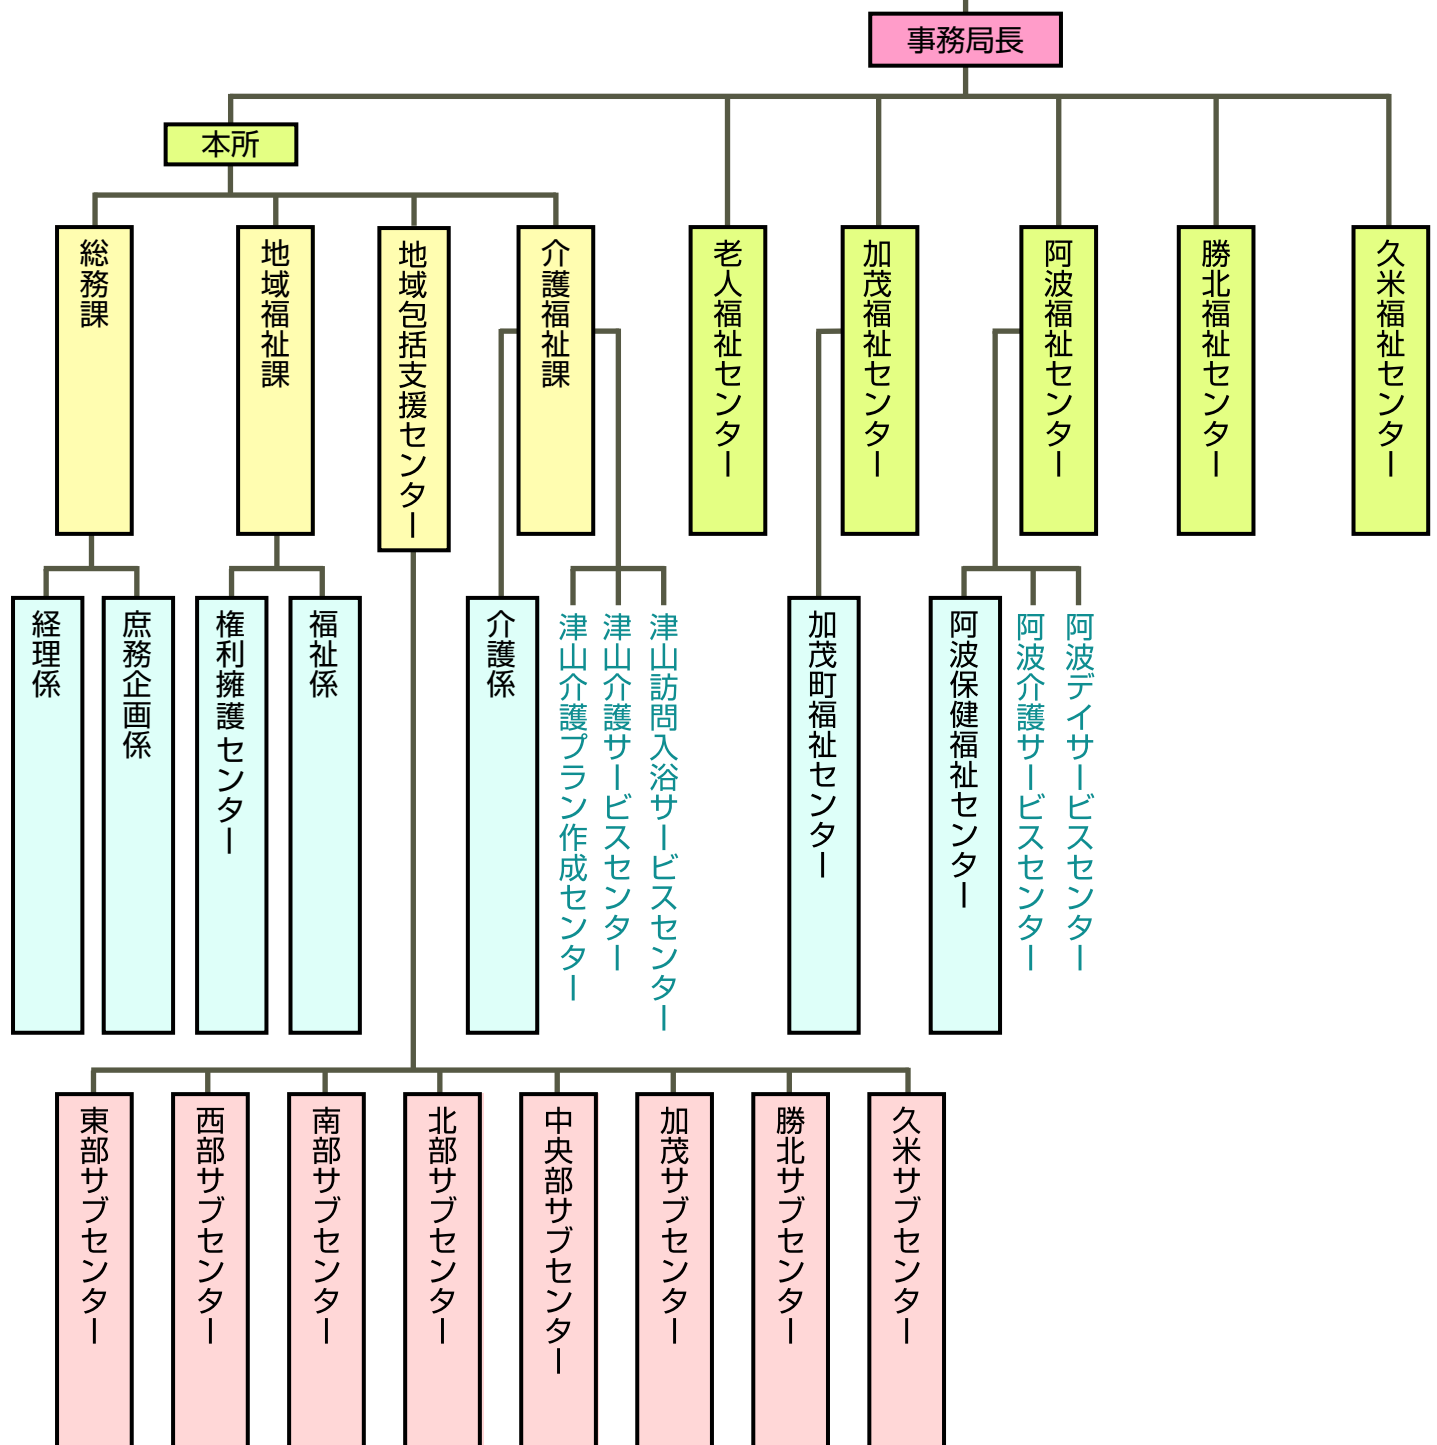 事務局長
本所
総務課
地域福祉課
地域包括支援センター
介護福祉課
老人福祉センター
加茂福祉センター
阿波福祉センター
勝北福祉センター
久米福祉センター
経理係
庶務企画係
権利擁護センター
福祉係
介護係
津山介護プラン作成センター
津山介護サービスセンター
津山訪問入浴サービスセンター
加茂町福祉センター
阿波保健福祉センター
阿波介護サービスセンター
阿波デイサービスセンター
東部サブセンター
西部サブセンター
南部サブセンター
北部サブセンター
中央部サブセンター
加茂サブセンター
勝北サブセンター
久米サブセンター